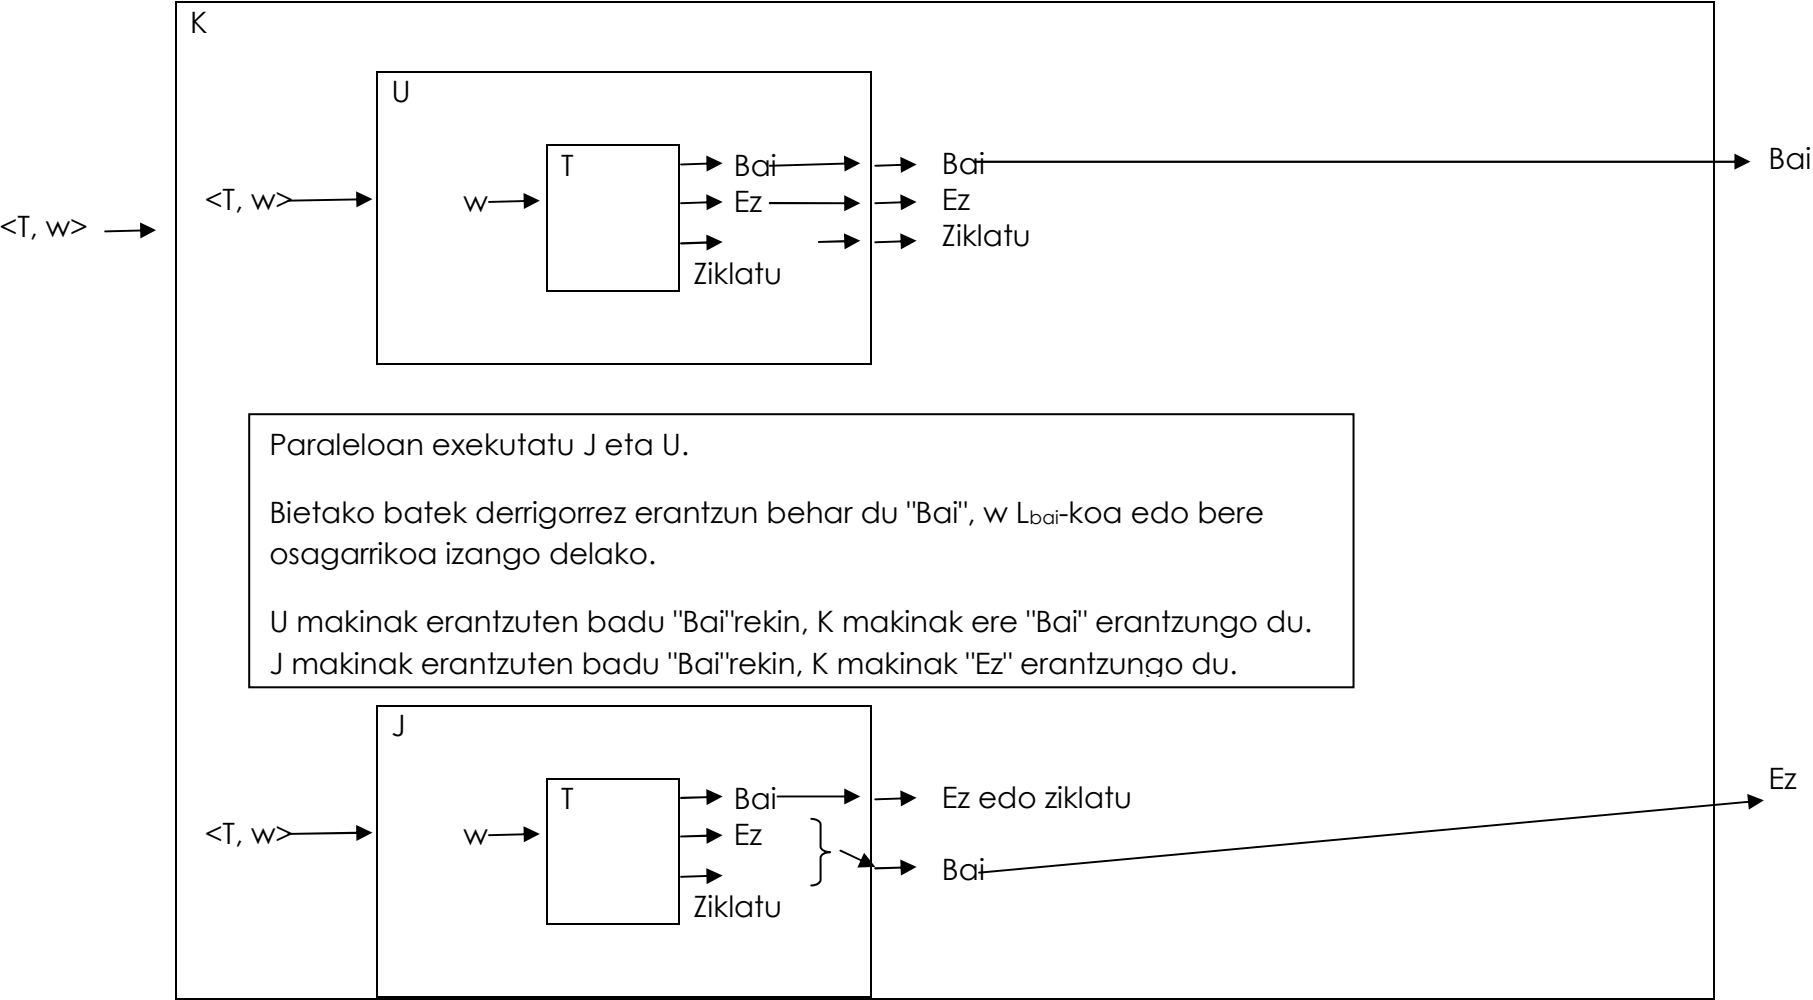 K
U
T
Bai
Bai
Bai
<T, w>
w
Ez
Ez
<T, w>
Ziklatu
Ziklatu
Paraleloan exekutatu J eta U.
Bietako batek derrigorrez erantzun behar du "Bai", w Lbai-koa edo bere
osagarrikoa izango delako.
U makinak erantzuten badu "Bai"rekin, K makinak ere "Bai" erantzungo du.
J makinak erantzuten badu "Bai"rekin, K makinak "Ez" erantzungo du.
J
T
Bai
Ez edo ziklatu
Ez
<T, w>
w
Ez
Bai
Ziklatu